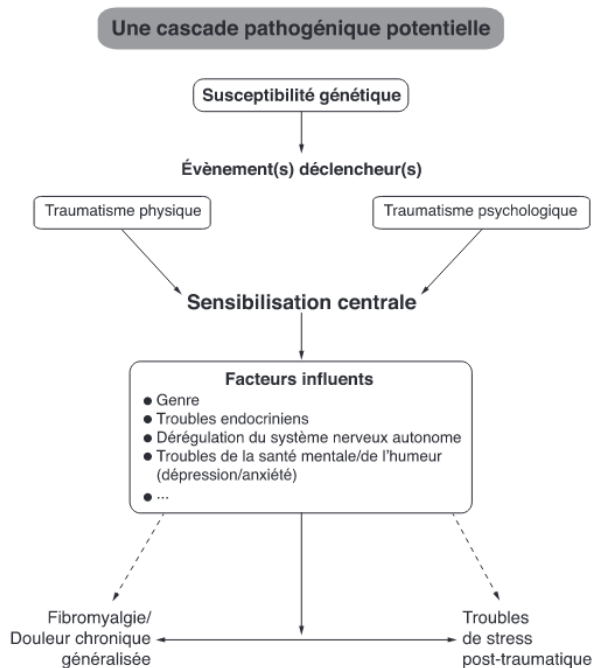 Une cascade pathogénique potentielle
Susceptibilité génétique
Évènement(s) déclencheur(s)
Traumatisme physique
Traumatisme psychologique
Sensibilisation centrale
Facteurs influents
● Genre
● Troubles endocriniens
● Dérégulation du système nerveux autonome
● Troubles de la santé mentale/de l'humeur
(dépression/anxiété)
● ...
Fibromyalgie/
Douleur chronique
généralisée
Troubles
de stress
post-traumatique